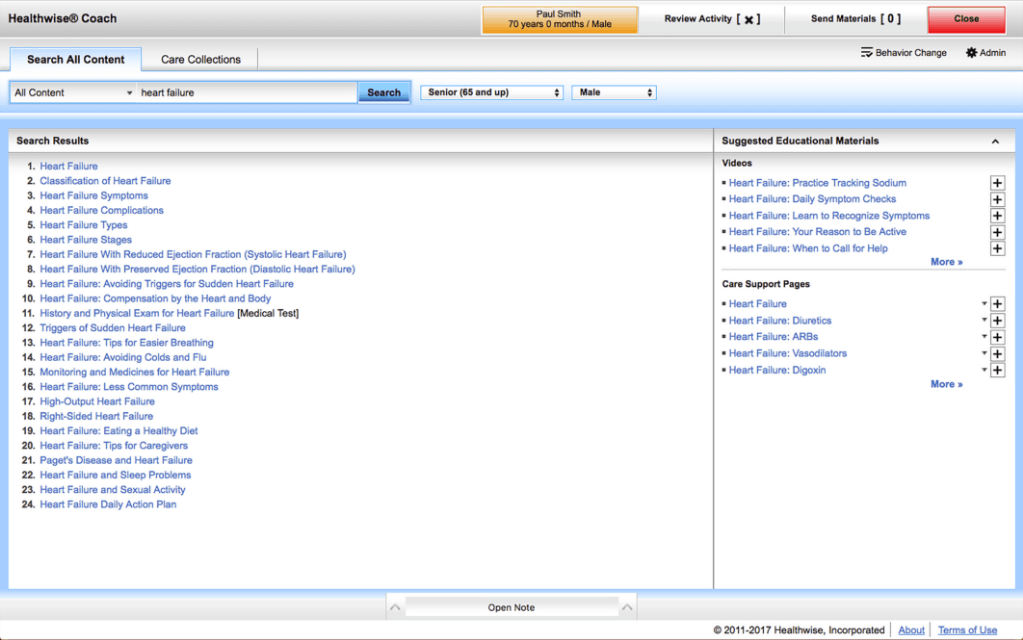 Healthwise® Coach
Paul Smith
70 years 0 months / Male
Review Activity [ ✖ ]
Send Materials [ 0 ]
Close
Search All Content
Care Collections
Behavior Change
Admin
All Content
heart failure
Search
Senior (65 and up)
Male
Search Results
1. Heart Failure
2. Classification of Heart Failure
3. Heart Failure Symptoms
4. Heart Failure Complications
5. Heart Failure Types
6. Heart Failure Stages
7. Heart Failure With Reduced Ejection Fraction (Systolic Heart Failure)
8. Heart Failure With Preserved Ejection Fraction (Diastolic Heart Failure)
9. Heart Failure: Avoiding Triggers for Sudden Heart Failure
10. Heart Failure: Compensation by the Heart and Body
11. History and Physical Exam for Heart Failure [Medical Test]
12. Triggers of Sudden Heart Failure
13. Heart Failure: Tips for Easier Breathing
14. Heart Failure: Avoiding Colds and Flu
15. Monitoring and Medicines for Heart Failure
16. Heart Failure: Less Common Symptoms
17. High-Output Heart Failure
18. Right-Sided Heart Failure
19. Heart Failure: Eating a Healthy Diet
20. Heart Failure: Tips for Caregivers
21. Paget's Disease and Heart Failure
22. Heart Failure and Sleep Problems
23. Heart Failure and Sexual Activity
24. Heart Failure Daily Action Plan
Suggested Educational Materials
Videos
Heart Failure: Practice Tracking Sodium
Heart Failure: Daily Symptom Checks
Heart Failure: Learn to Recognize Symptoms
Heart Failure: Your Reason to Be Active
Heart Failure: When to Call for Help
More »
Care Support Pages
Heart Failure
Heart Failure: Diuretics
Heart Failure: ARBs
Heart Failure: Vasodilators
Heart Failure: Digoxin
More »
Open Note
© 2011-2017 Healthwise, Incorporated
About
Terms of Use